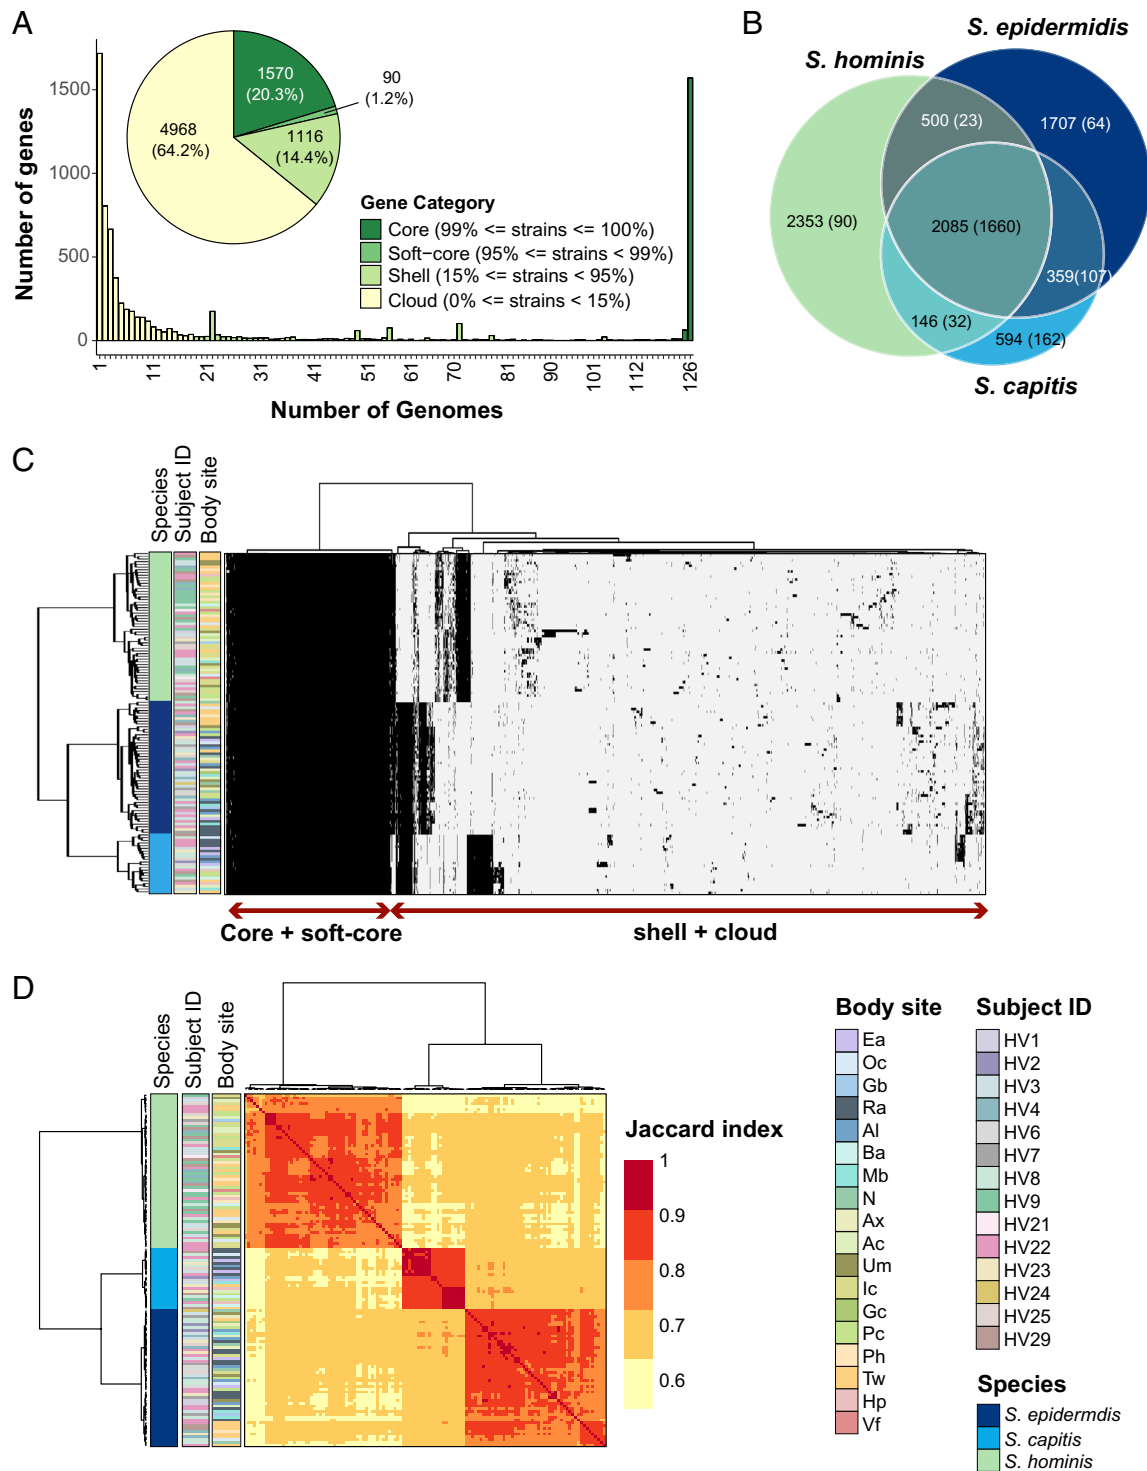 A
Number of genes
1500
1000
500
0
1
11
21
31
41
51
61
70
81
90
101
112
126
Number of Genomes
1570
(20.3%)
90
(1.2%)
1116
(14.4%)
4968
(64.2%)
Gene Category
Core (99% <= strains <= 100%)
Soft-core (95% <= strains < 99%)
Shell (15% <= strains < 95%)
Cloud (0% <= strains < 15%)
B
S. epidermidis
S. hominis
500 (23)
1707 (64)
2353 (90)
2085 (1660)
359(107)
146 (32)
594 (162)
S. capitis
C
Species
Subject ID
Body site
Core + soft-core
shell + cloud
D
Species
Subject ID
Body site
Jaccard index
1
0.9
0.8
0.7
0.6
Body site
Ea
Oc
Gb
Ra
Al
Ba
Mb
N
Ax
Ac
Um
Ic
Gc
Pc
Ph
Tw
Hp
Vf
Subject ID
HV1
HV2
HV3
HV4
HV6
HV7
HV8
HV9
HV21
HV22
HV23
HV24
HV25
HV29
Species
S. epidermdis
S. capitis
S. hominis